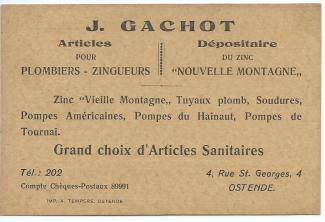 J. GACHOT
Articles
POUR
PLOMBIERS - ZINGUEURS
Dépositaire
DU ZINC
"NOUVELLE MONTAGNE„
Zinc "Vieille Montagne„ Tuyaux plomb, Soudures,
Pompes Américaines, Pompes du Hainaut, Pompes de
Tournai.
Grand choix d'Articles Sanitaires
Tél.: 202
Compte Chèques-Postaux 89991
4, Rue St. Georges, 4
OSTENDE.
IMP. A. TEMPERE, OSTENDE